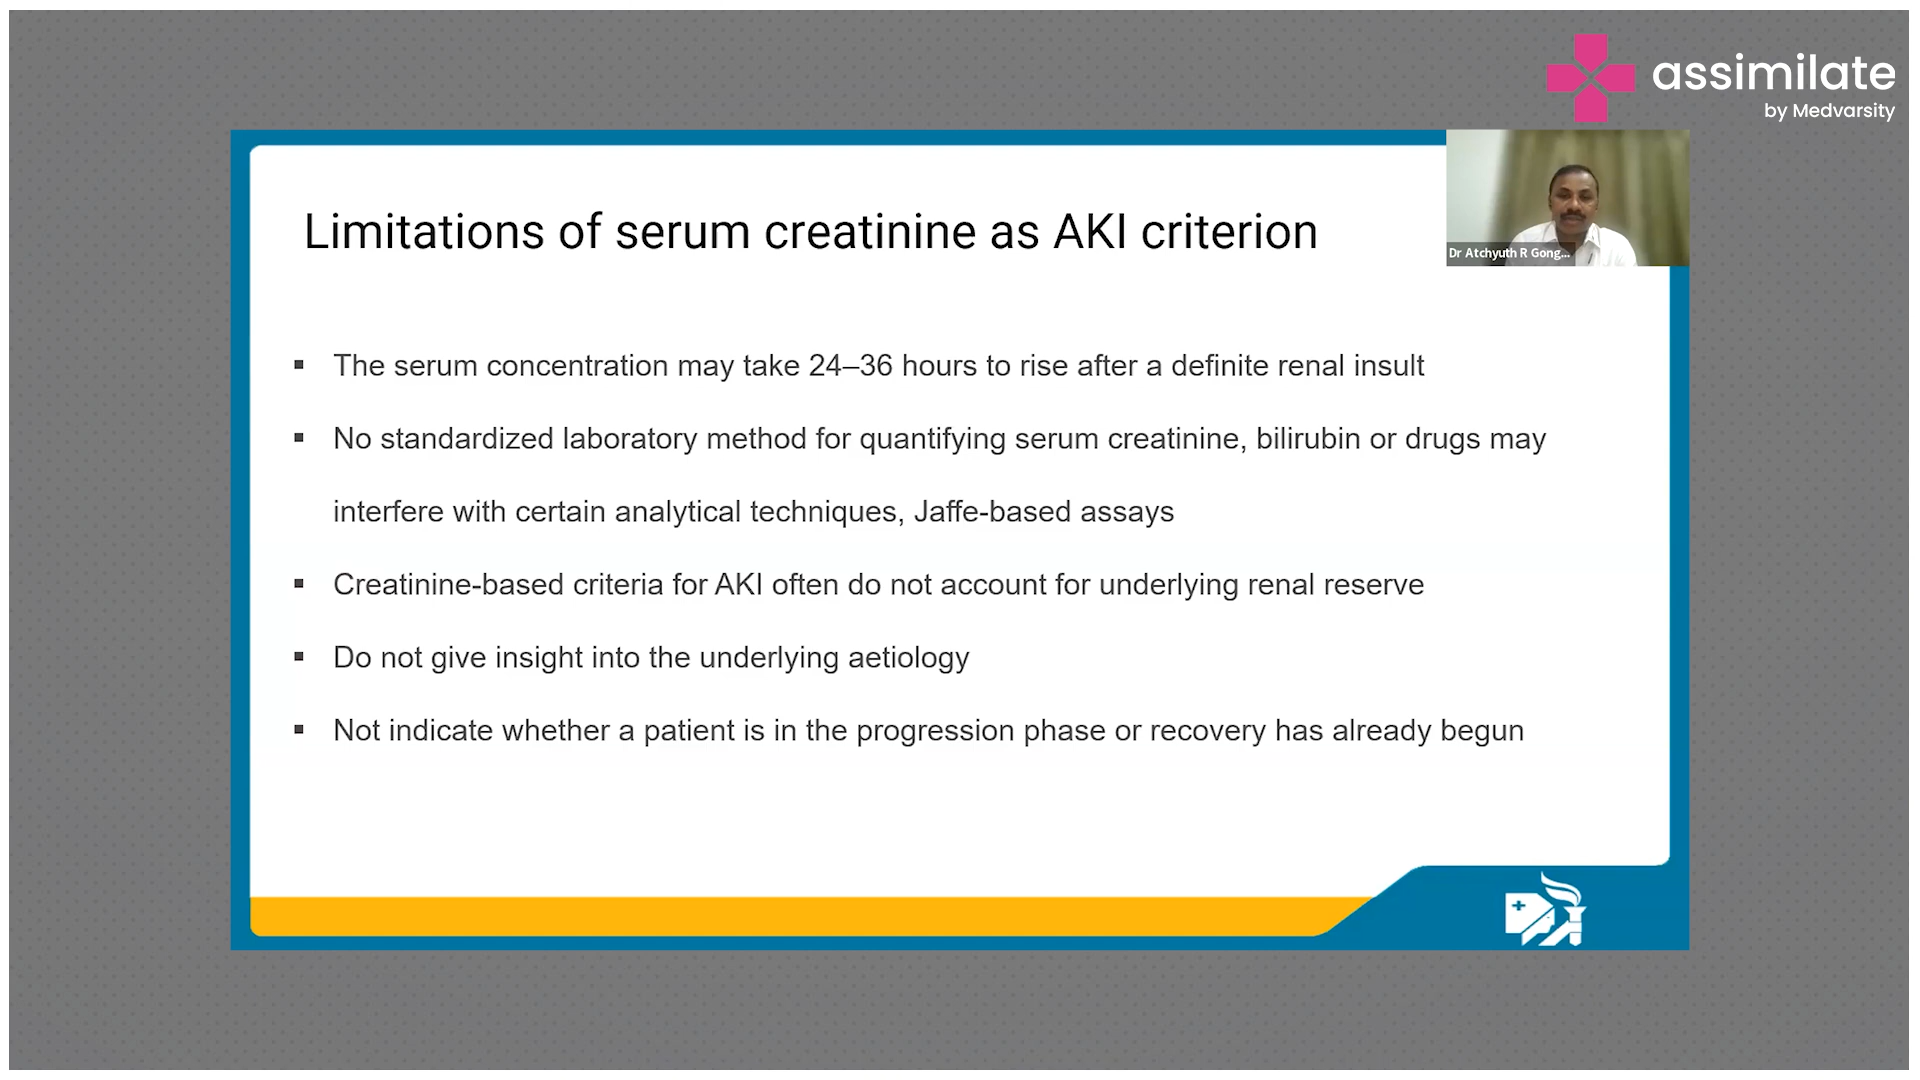 assimilate
by Medvarsity
Limitations of serum creatinine as AKI criterion
Dr Atchyuth R Gong...
▪ The serum concentration may take 24–36 hours to rise after a definite renal insult
▪ No standardized laboratory method for quantifying serum creatinine, bilirubin or drugs may
interfere with certain analytical techniques, Jaffe-based assays
▪ Creatinine-based criteria for AKI often do not account for underlying renal reserve
▪ Do not give insight into the underlying aetiology
▪ Not indicate whether a patient is in the progression phase or recovery has already begun